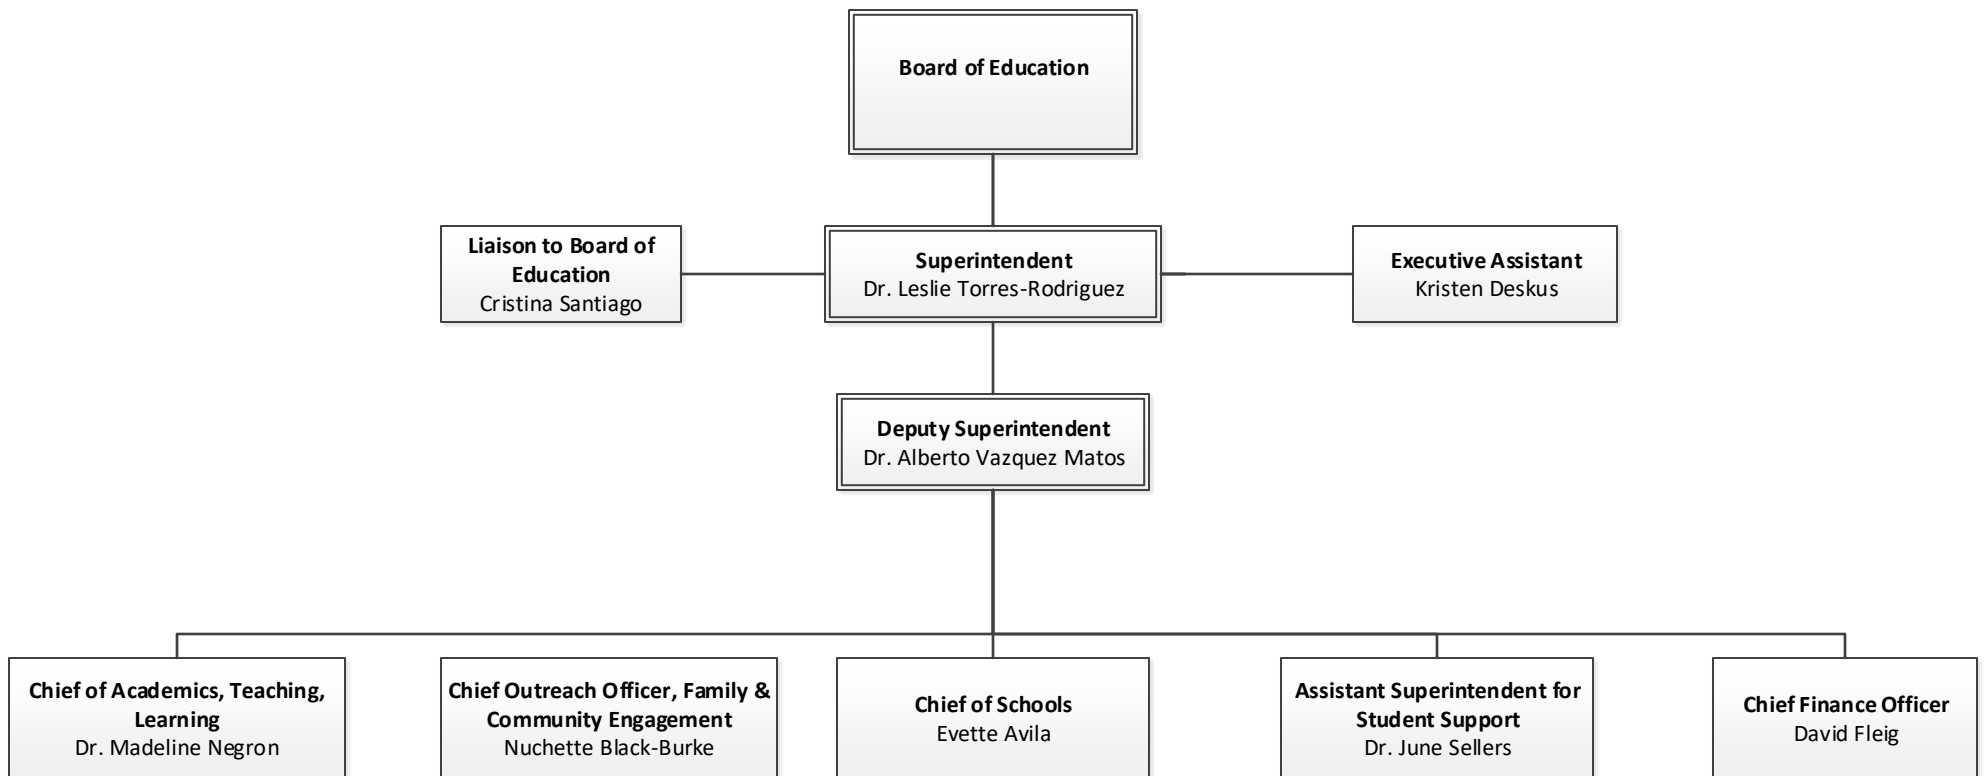 Board of Education
Liaison to Board of
Education
Cristina Santiago
Superintendent
Dr. Leslie Torres-Rodriguez
Executive Assistant
Kristen Deskus
Deputy Superintendent
Dr. Alberto Vazquez Matos
Chief of Academics, Teaching,
Learning
Dr. Madeline Negron
Chief Outreach Officer, Family &
Community Engagement
Nuchette Black-Burke
Chief of Schools
Evette Avila
Assistant Superintendent for
Student Support
Dr. June Sellers
Chief Finance Officer
David Fleig